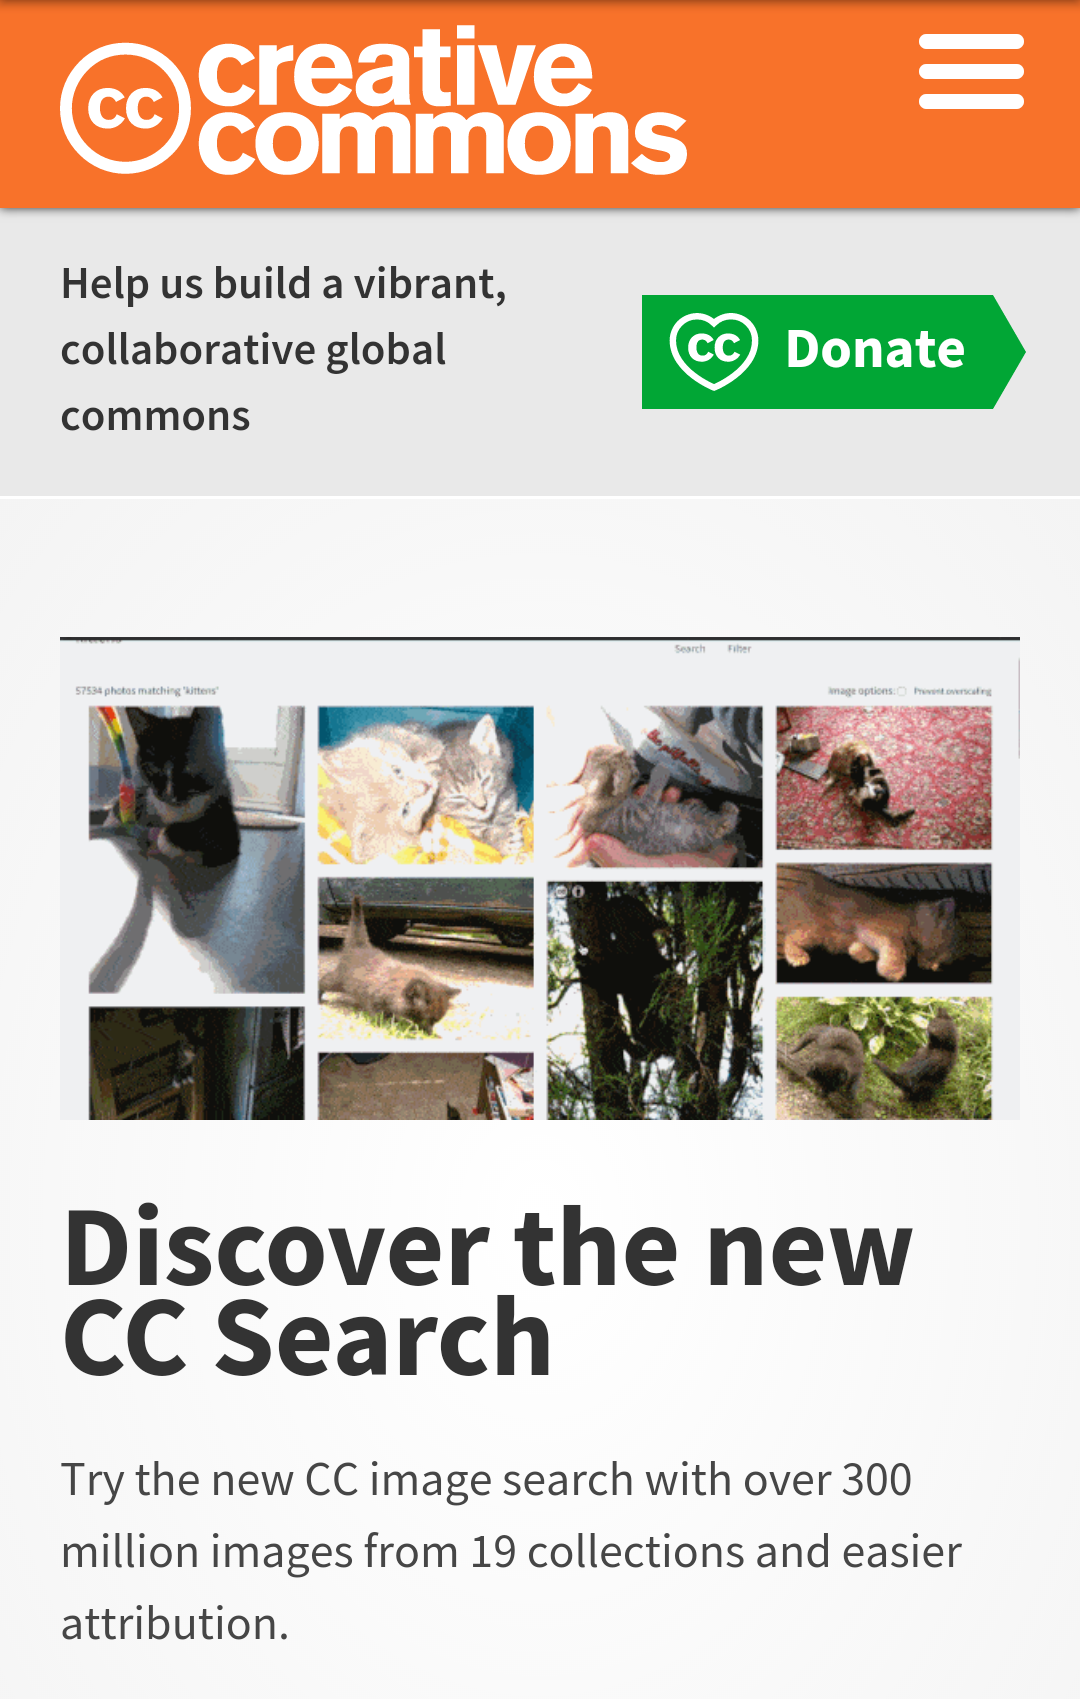 cc creative
commons
Help us build a vibrant,
collaborative global
commons
cc Donate
Search Filter
57534 photos matching 'kittens'
Image options: Prevent overscaling
Discover the new
CC Search
Try the new CC image search with over 300
million images from 19 collections and easier
attribution.